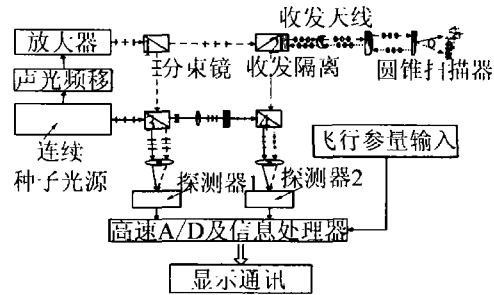 收发天线
放大器
分束镜
收发隔离
圆锥扫描器
声光频移
连续
种子光源
飞行参量输入
探测器1
探测器2
高速A/D及信息处理器
显示通讯